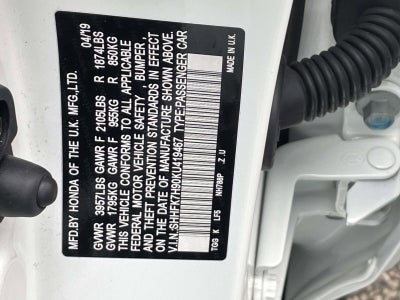 MFD.BY HONDA OF THE U.K. MFG.,LTD. 04/19
GVWR 3957LBS GAWR F 2105LBS R 1874LBS
GVWR 1795KG GAWR F 955KG R 850KG
THIS VEHICLE CONFORMS TO ALL APPLICABLE
FEDERAL MOTOR VEHICLE SAFETY, BUMPER,
AND THEFT PREVENTION STANDARDS IN EFFECT
ON THE DATE OF MANUFACTURE SHOWN ABOVE.
V.I.N.:SHHFK7H90KU419467 TYPE:PASSENGER CAR
MADE IN U.K.
TGG K LF5 NH788P Z U